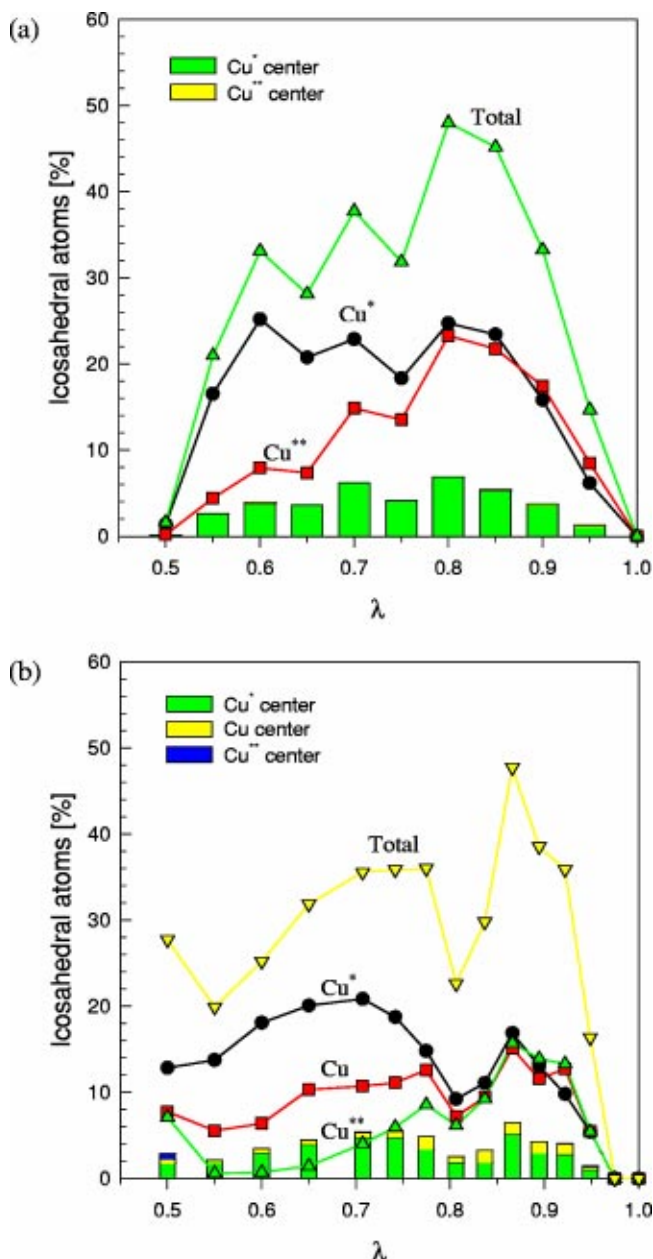 (a)
60
50
40
30
20
10
0
Icosahedral atoms [%]
Cu* center
Cu** center
Total
Cu*
Cu**
0.5 0.6 0.7 0.8 0.9 1.0
λ
(b)
60
50
40
30
20
10
0
Icosahedral atoms [%]
Cu* center
Cu center
Cu** center
Total
Cu*
Cu
Cu**
0.5 0.6 0.7 0.8 0.9 1.0
λ